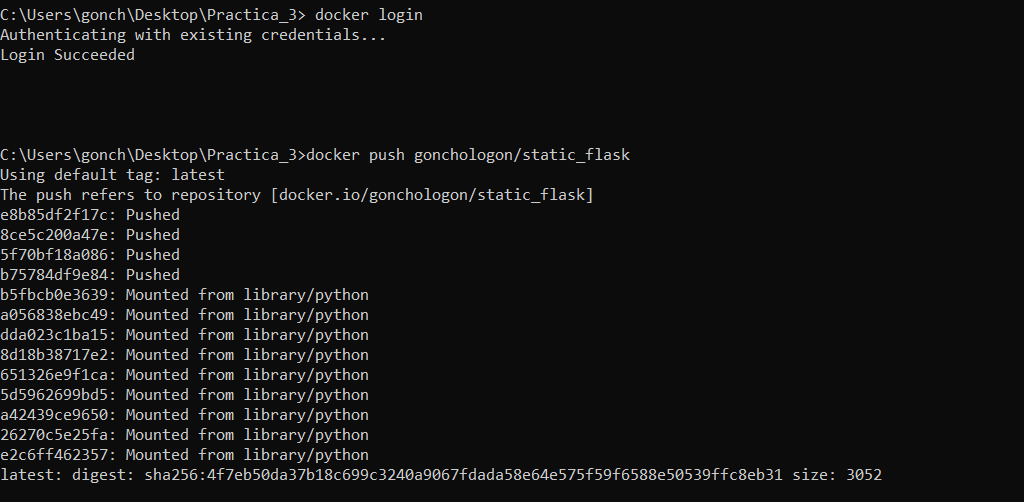 C:\Users\gonch\Desktop\Practica_3> docker login
Authenticating with existing credentials...
Login Succeeded
C:\Users\gonch\Desktop\Practica_3>docker push gonchologon/static_flask
Using default tag: latest
The push refers to repository [docker.io/gonchologon/static_flask]
e8b85df2f17c: Pushed
8ce5c200a47e: Pushed
5f70bf18a086: Pushed
b75784df9e84: Pushed
b5fbcb0e3639: Mounted from library/python
a056838ebc49: Mounted from library/python
dda023c1ba15: Mounted from library/python
8d18b38717e2: Mounted from library/python
651326e9f1ca: Mounted from library/python
5d5962699bd5: Mounted from library/python
a42439ce9650: Mounted from library/python
26270c5e25fa: Mounted from library/python
e2c6ff462357: Mounted from library/python
latest: digest: sha256:4f7eb50da37b18c699c3240a9067fdada58e64e575f59f6588e50539ffc8eb31 size: 3052